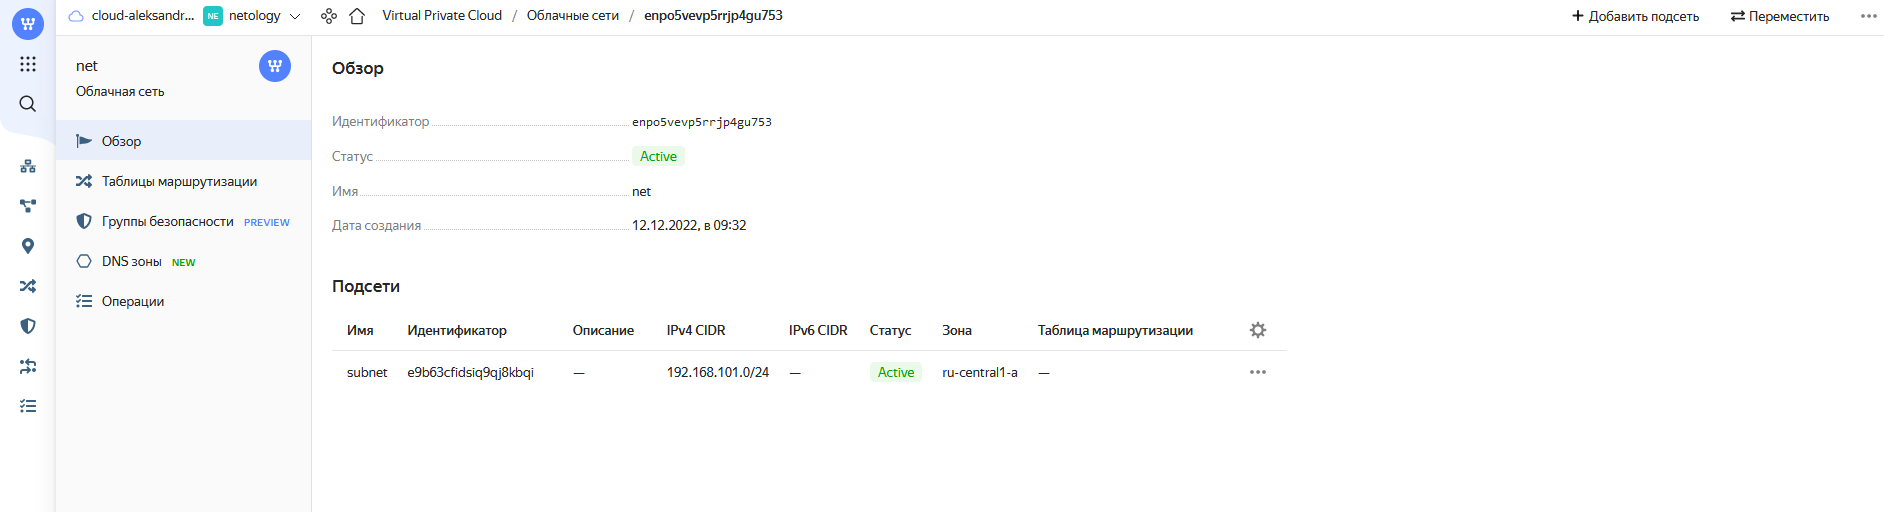 cloud-aleksandr... NE netology Virtual Private Cloud / Облачные сети / enpo5vevp5rrjp4gu753 Добавить подсеть Переместить
net
Облачная сеть
Обзор
Таблицы маршрутизации
Группы безопасности PREVIEW
DNS зоны NEW
Операции
Обзор
Идентификатор enpo5vevp5rrjp4gu753
Статус Active
Имя net
Дата создания 12.12.2022, в 09:32
Подсети
Имя Идентификатор Описание IPv4 CIDR IPv6 CIDR Статус Зона Таблица маршрутизации
subnet e9b63cfidsiq9qj8kbqi — 192.168.101.0/24 — Active ru-central1-a —